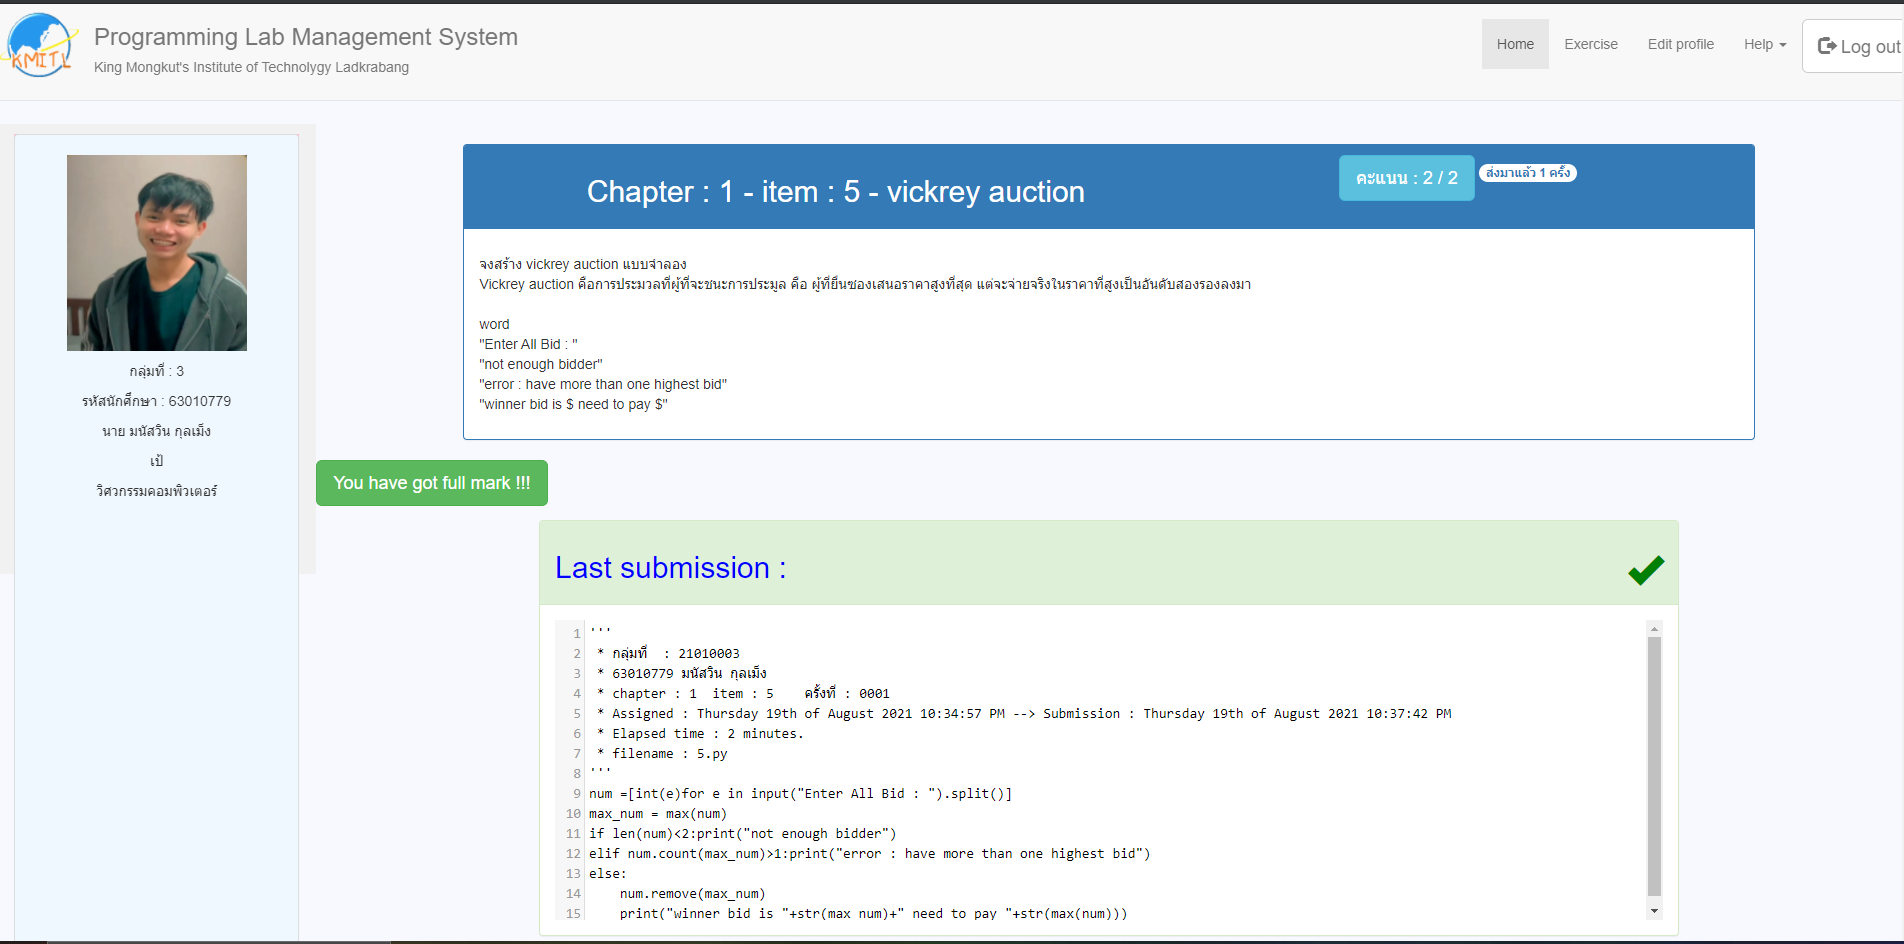 KMITL
Programming Lab Management System
King Mongkut's Institute of Technolygy Ladkrabang
Home
Exercise
Edit profile
Help
Log out
กลุ่มที่ : 3
รหัสนักศึกษา : 63010779
นาย มนัสวิน กุลเม็ง
เป้
วิศวกรรมคอมพิวเตอร์
Chapter : 1 - item : 5 - vickrey auction
คะแนน : 2 / 2
ส่งมาแล้ว 1 ครั้ง
จงสร้าง vickrey auction แบบจำลอง
Vickrey auction คือการประมวลที่ผู้ที่จะชนะการประมูล คือ ผู้ที่ยื่นซองเสนอราคาสูงที่สุด แต่จะจ่ายจริงในราคาที่สูงเป็นอันดับสองรองลงมา
word
"Enter All Bid : "
"not enough bidder"
"error : have more than one highest bid"
"winner bid is $ need to pay $"
You have got full mark !!!
Last submission :
1 '''
2 * กลุ่มที่ : 21010003
3 * 63010779 มนัสวิน กุลเม็ง
4 * chapter : 1 item : 5 ครั้งที่ : 0001
5 * Assigned : Thursday 19th of August 2021 10:34:57 PM --> Submission : Thursday 19th of August 2021 10:37:42 PM
6 * Elapsed time : 2 minutes.
7 * filename : 5.py
8 '''
9 num =[int(e)for e in input("Enter All Bid : ").split()]
10 max_num = max(num)
11 if len(num)<2:print("not enough bidder")
12 elif num.count(max_num)>1:print("error : have more than one highest bid")
13 else:
14     num.remove(max_num)
15     print("winner bid is "+str(max_num)+" need to pay "+str(max(num)))